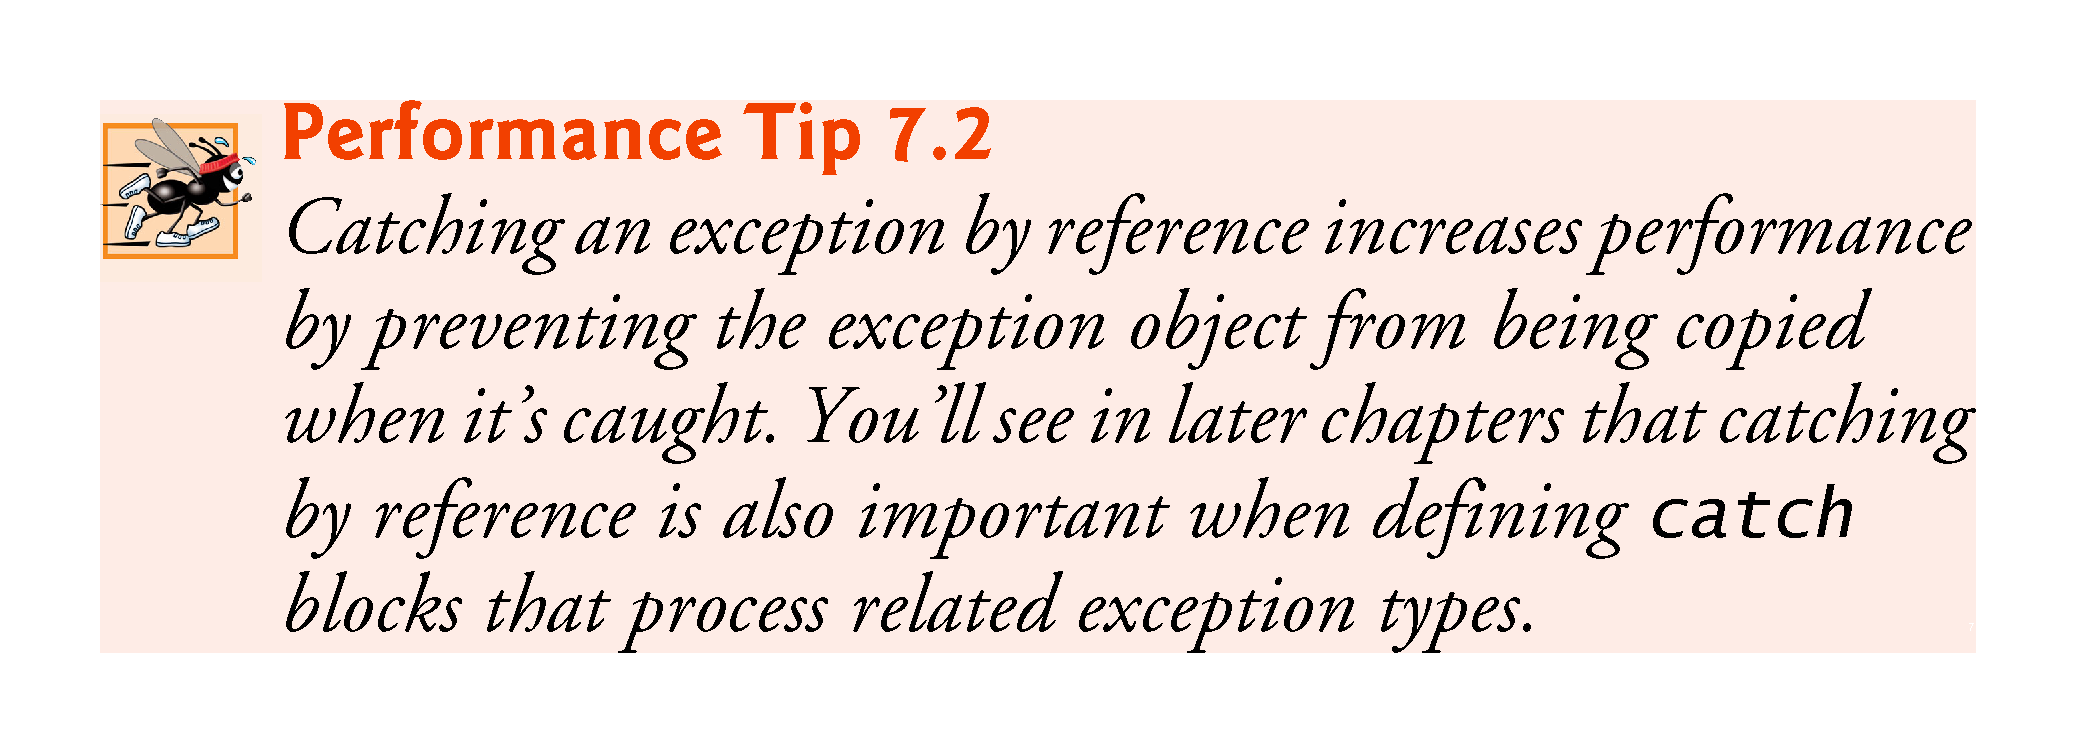 Performance Tip 7.2
Catching an exception by reference increases performance
by preventing the exception object from being copied
when it’s caught. You’ll see in later chapters that catching
by reference is also important when defining catch
blocks that process related exception types.